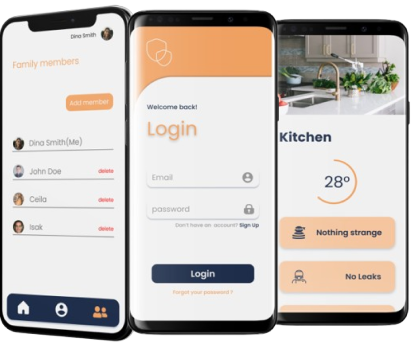 Dina Smith
Family members
Add member
Dina Smith(Me)
John Doe delete
Celia delete
Isak delete
Welcome back!
Login
Email
password
Don't have an account? Sign Up
Login
Forgot your password ?
Kitchen
28°
Nothing strange
No Leaks